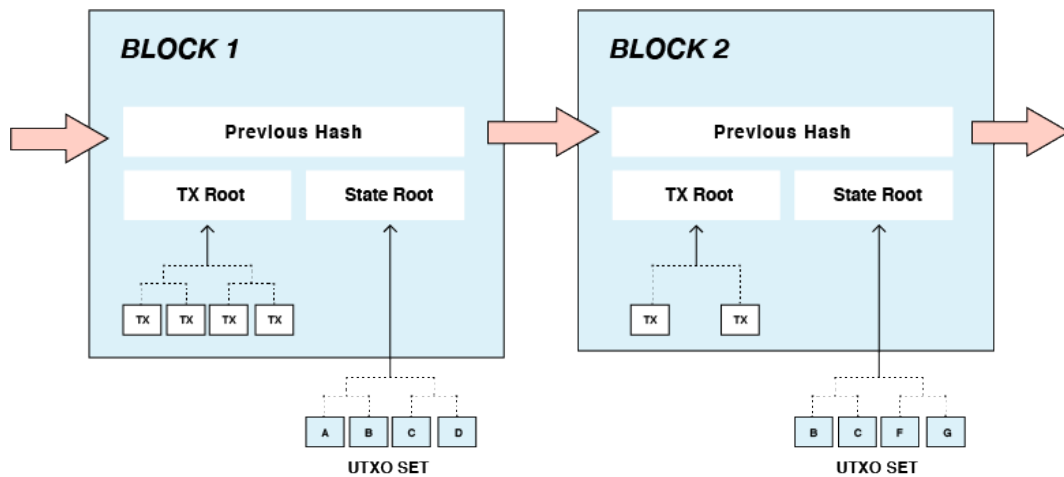 BLOCK 1
Previous Hash
TX Root
State Root
TX TX TX TX
A B C D
UTXO SET
BLOCK 2
Previous Hash
TX Root
State Root
TX TX
B C F G
UTXO SET